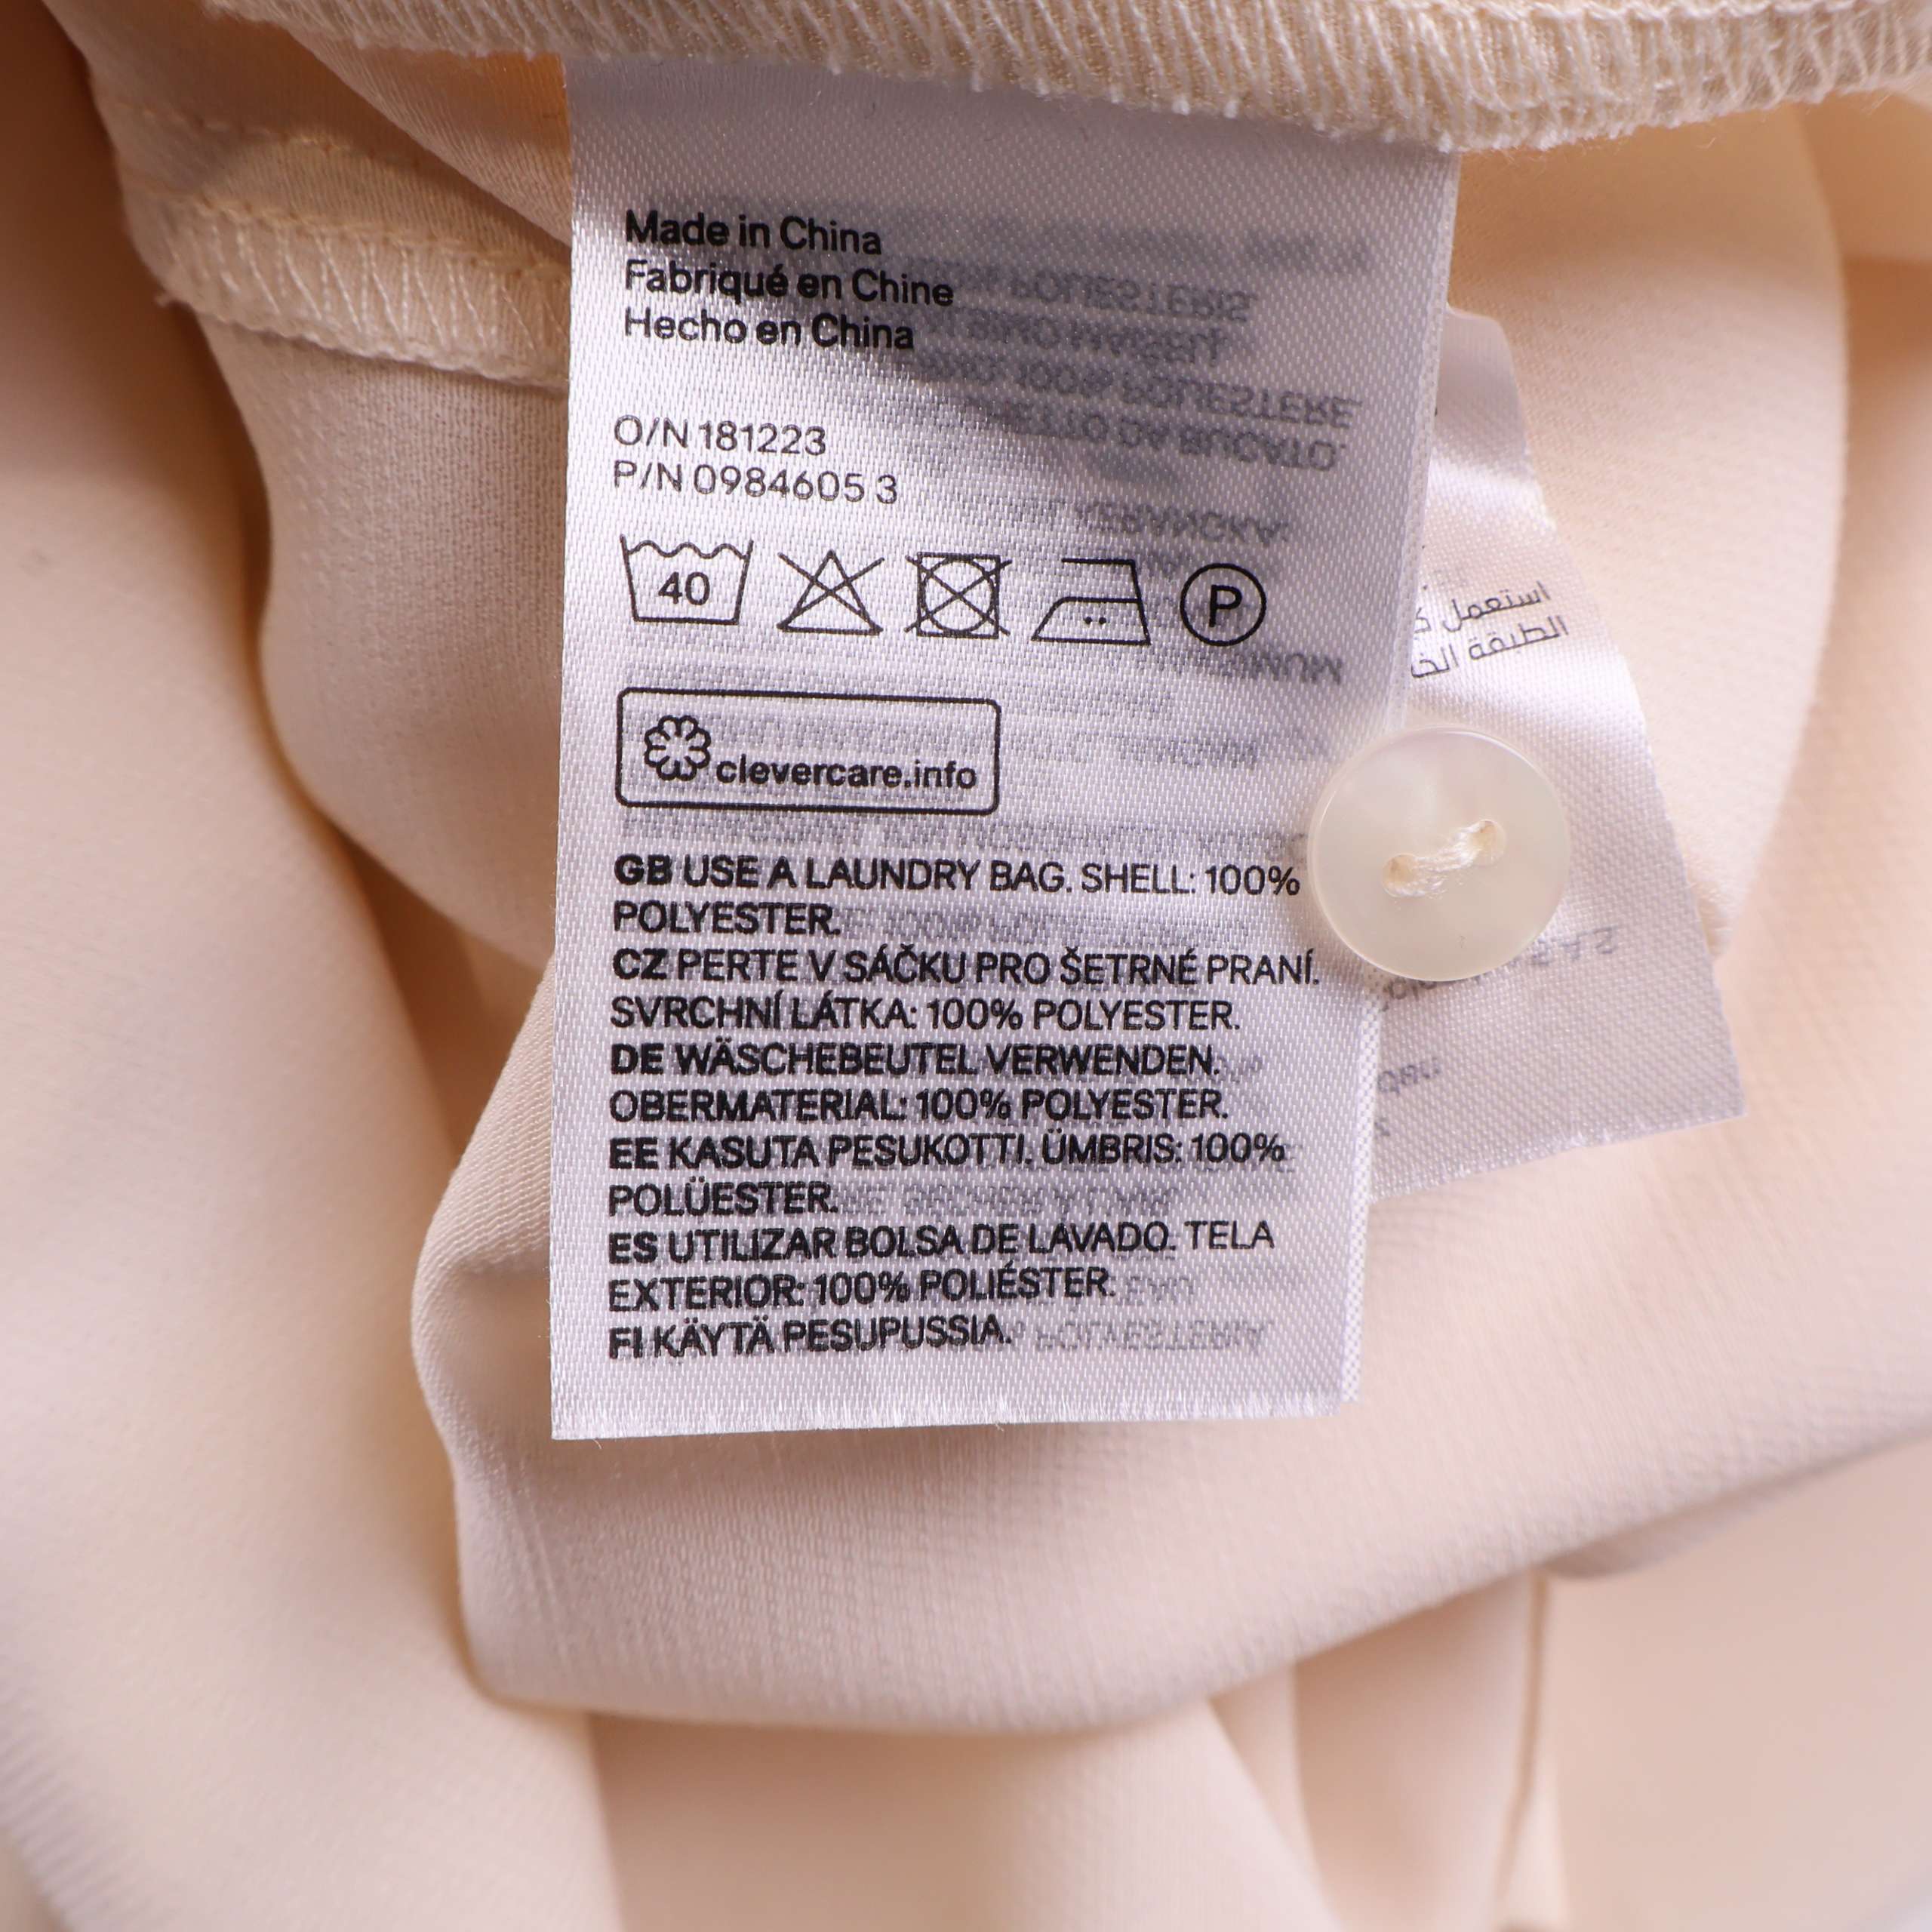 Made in China
Fabriqué en Chine
Hecho en China
O/N 181223
P/N 0984605 3
40
P
clevercare.info
GB USE A LAUNDRY BAG. SHELL: 100%
POLYESTER.
CZ PERTE V SÁČKU PRO ŠETRNÉ PRANÍ.
SVRCHNÍ LÁTKA: 100% POLYESTER.
DE WÄSCHEBEUTEL VERWENDEN.
OBERMATERIAL: 100% POLYESTER.
EE KASUTA PESUKOTTI. ÜMBRIS: 100%
POLÜESTER.
ES UTILIZAR BOLSA DE LAVADO. TELA
EXTERIOR: 100% POLIÉSTER.
FI KÄYTÄ PESUPUSSIA.
استعمل
الطبقة